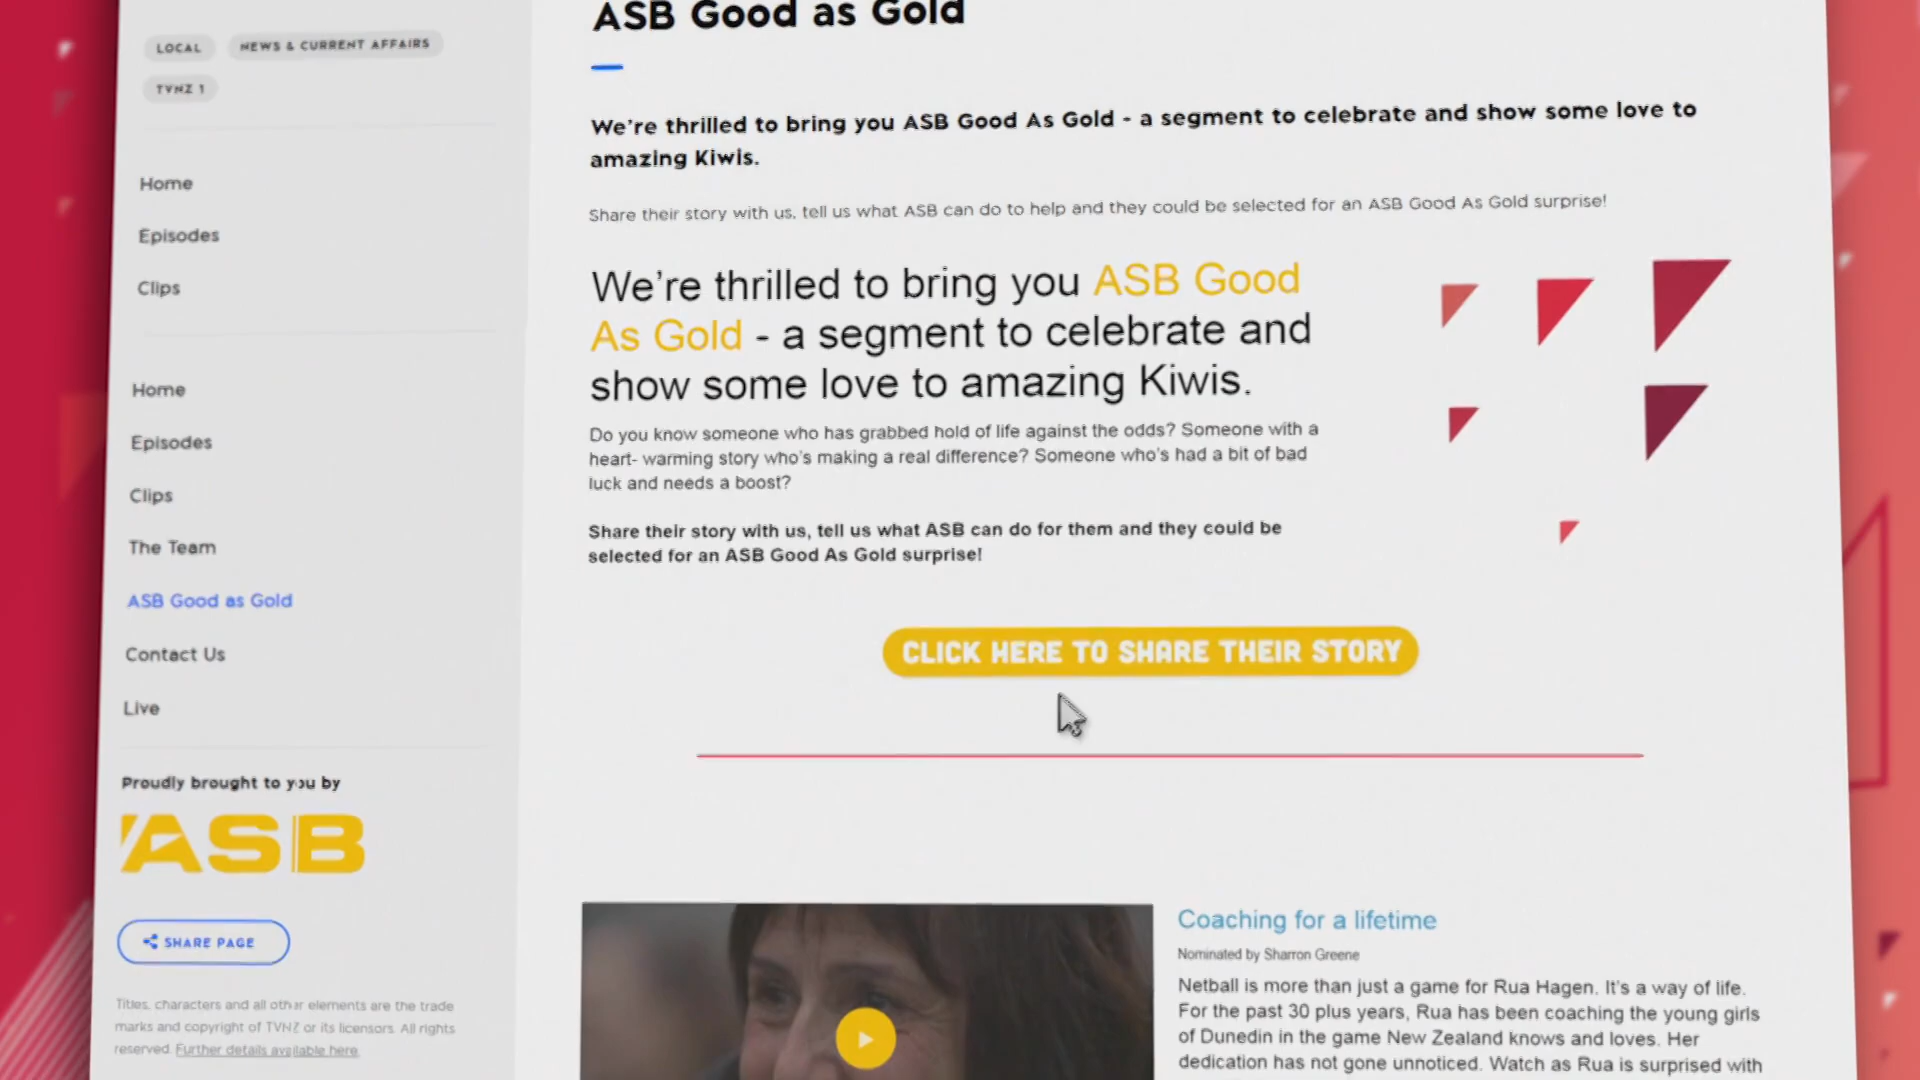 LOCAL
NEWS & CURRENT AFFAIRS
TVNZ 1
Home
Episodes
Clips
Home
Episodes
Clips
The Team
ASB Good as Gold
Contact Us
Live
Proudly brought to you by
ASB
SHARE PAGE
Titles, characters and all other elements are the trade
marks and copyright of TVNZ or its licensors. All rights
reserved. Further details available here.
ASB Good as Gold
We're thrilled to bring you ASB Good As Gold - a segment to celebrate and show some love to
amazing Kiwis.
Share their story with us, tell us what ASB can do to help and they could be selected for an ASB Good As Gold surprise!
We're thrilled to bring you ASB Good
As Gold - a segment to celebrate and
show some love to amazing Kiwis.
Do you know someone who has grabbed hold of life against the odds? Someone with a
heart- warming story who's making a real difference? Someone who's had a bit of bad
luck and needs a boost?
Share their story with us, tell us what ASB can do for them and they could be
selected for an ASB Good As Gold surprise!
CLICK HERE TO SHARE THEIR STORY
Coaching for a lifetime
Nominated by Sharron Greene
Netball is more than just a game for Rua Hagen. It's a way of life.
For the past 30 plus years, Rua has been coaching the young girls
of Dunedin in the game New Zealand knows and loves. Her
dedication has not gone unnoticed. Watch as Rua is surprised with